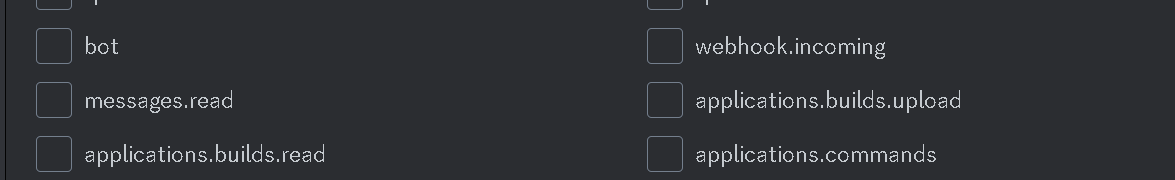 bot
webhook.incoming
messages.read
applications.builds.upload
applications.builds.read
applications.commands